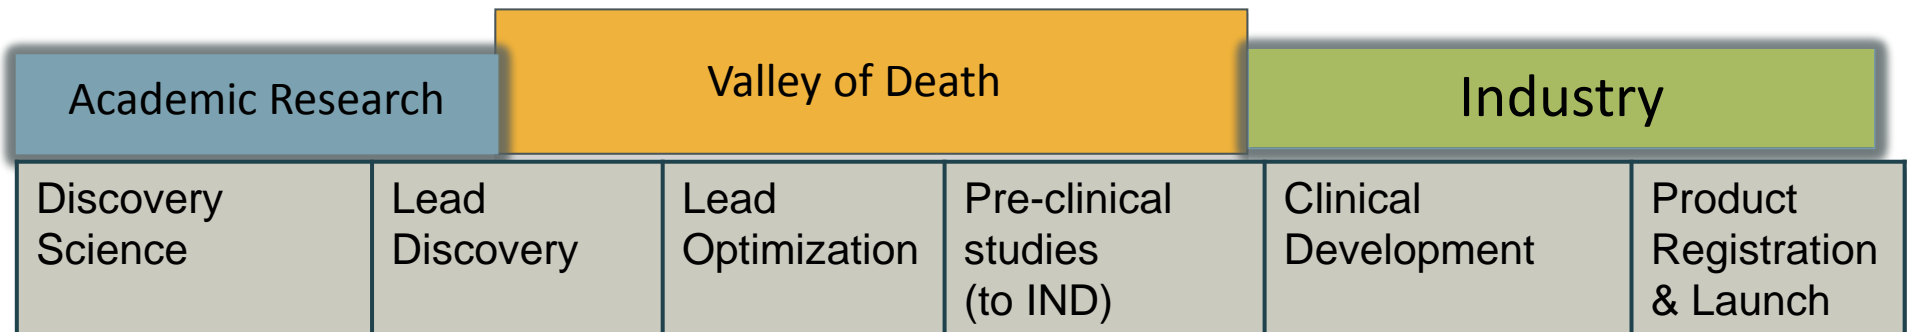 Academic Research
Valley of Death
Industry
Discovery
Science
Lead
Discovery
Lead
Optimization
Pre-clinical
studies
(to IND)
Clinical
Development
Product
Registration
& Launch